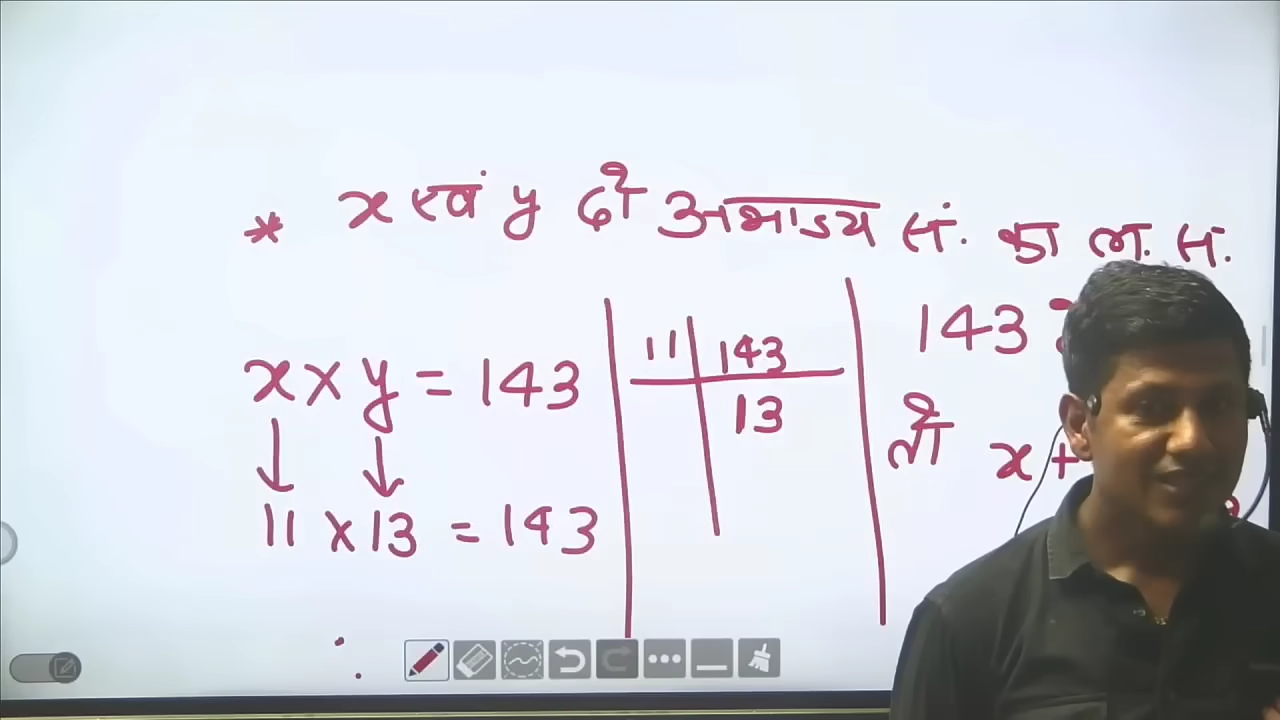 * x एवं y दो अभाज्य सं. का ल. स.
143
तो x +
x × y = 143
11 × 13 = 143
11 | 143
13
∴